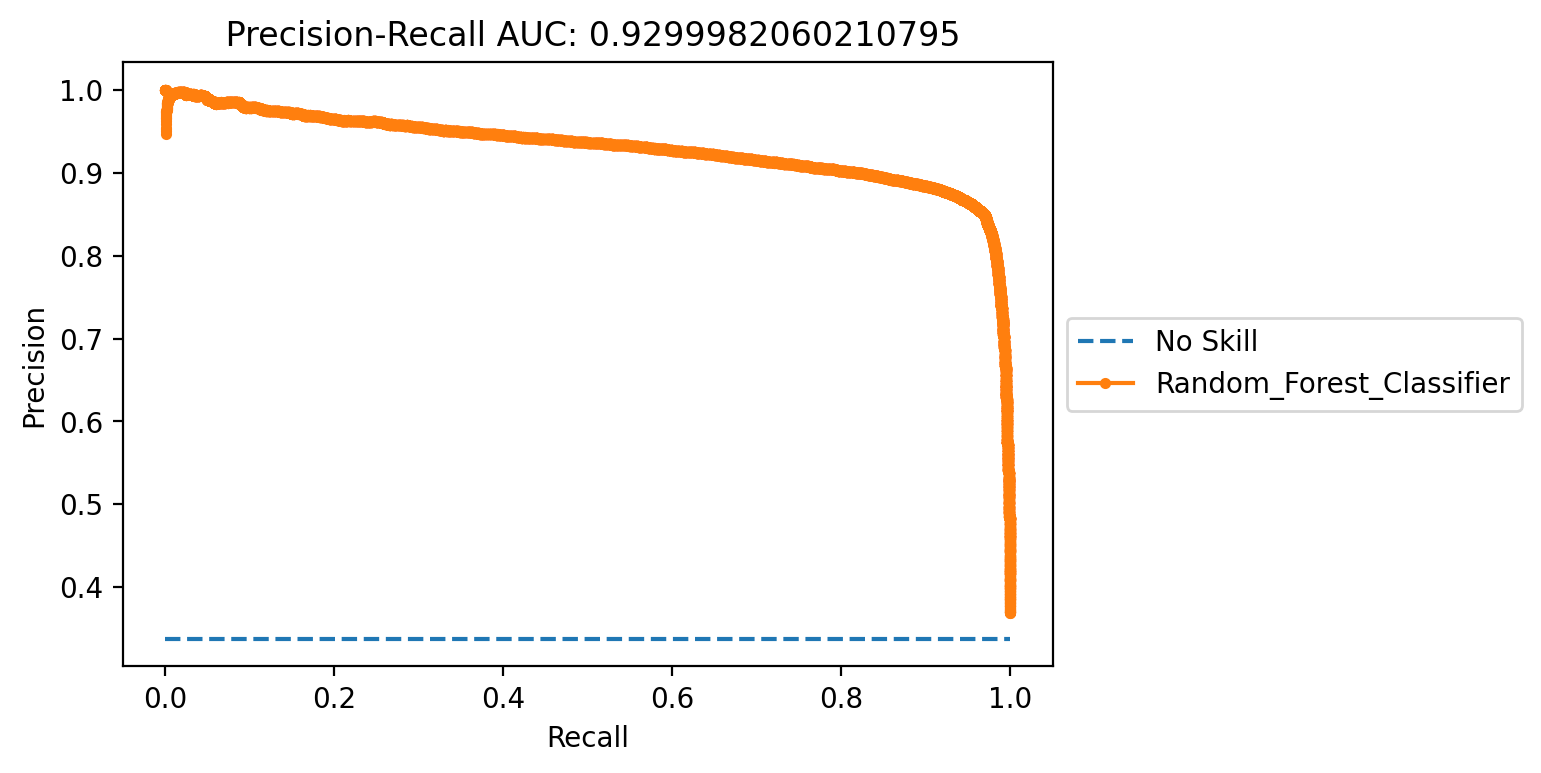 Precision-Recall AUC: 0.9299982060210795
1.0
0.9
0.8
0.7
0.6
0.5
0.4
Precision
0.0 0.2 0.4 0.6 0.8 1.0
Recall
No Skill
Random_Forest_Classifier